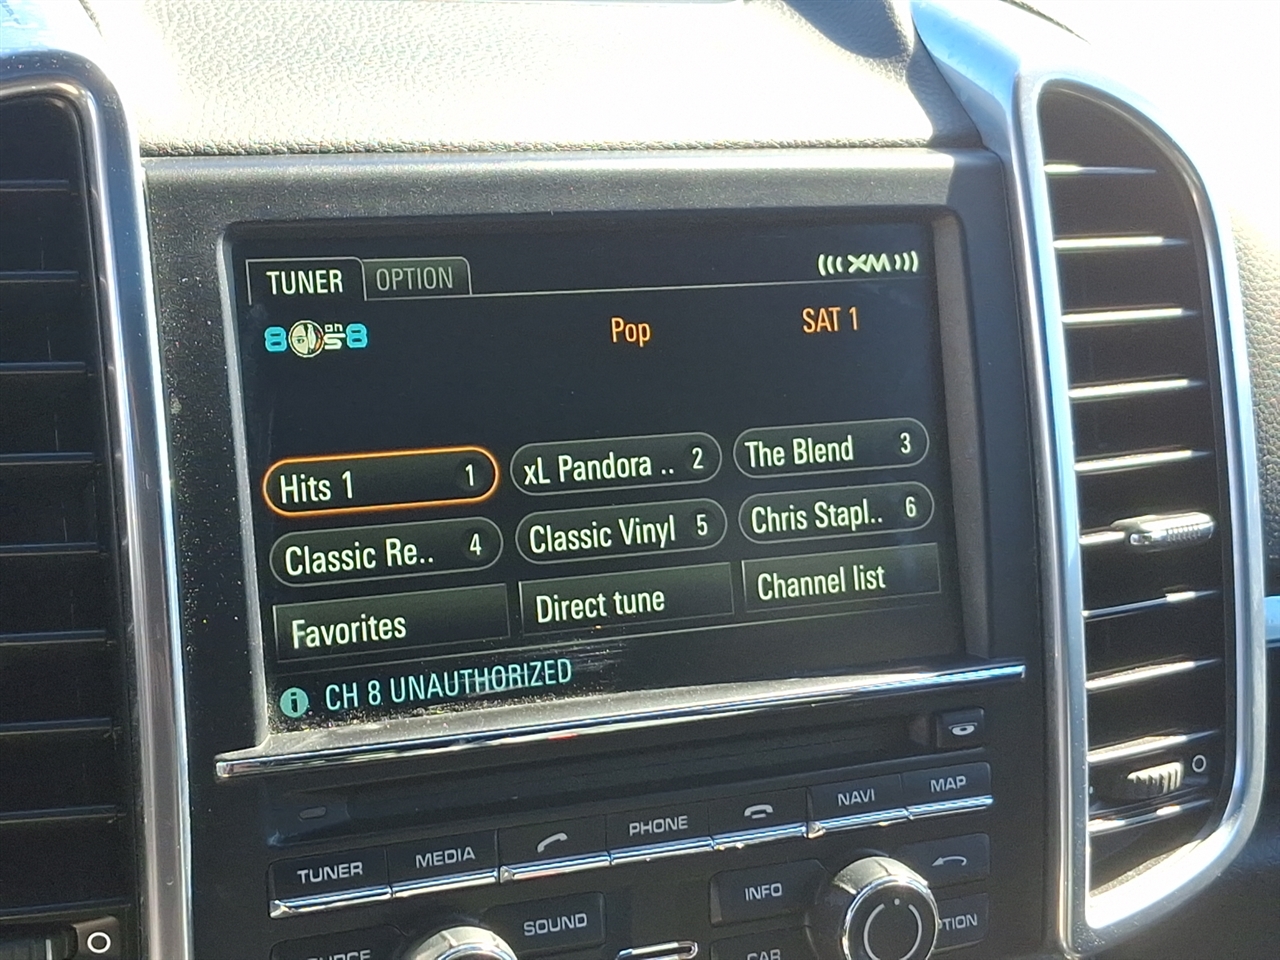 TUNER OPTION XM
80s on 8 Pop SAT 1
Hits 1 1 xL Pandora .. 2 The Blend 3
Classic Re.. 4 Classic Vinyl 5 Chris Stapl.. 6
Favorites Direct tune Channel list
i CH 8 UNAUTHORIZED
TUNER MEDIA PHONE NAVI MAP
SOUND INFO
CAR